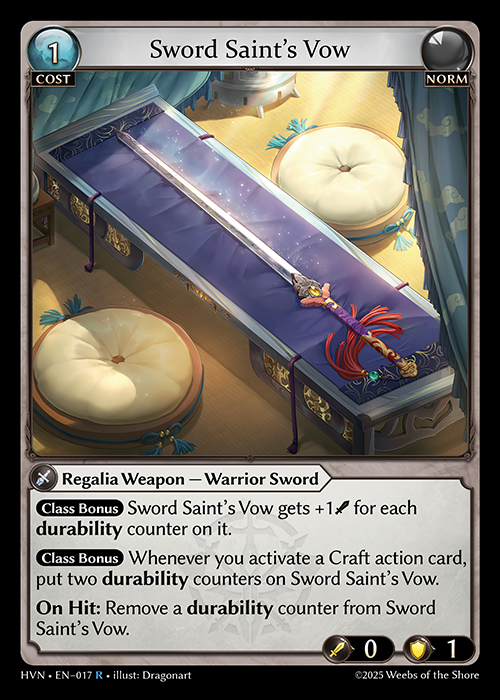 1
Sword Saint's Vow
COST
NORM
Regalia Weapon — Warrior Sword
Class Bonus Sword Saint's Vow gets +1 for each
durability counter on it.
Class Bonus Whenever you activate a Craft action card,
put two durability counters on Sword Saint's Vow.
On Hit: Remove a durability counter from Sword
Saint's Vow.
0
1
HVN • EN-017 R • illust: Dragonart
©2025 Weebs of the Shore